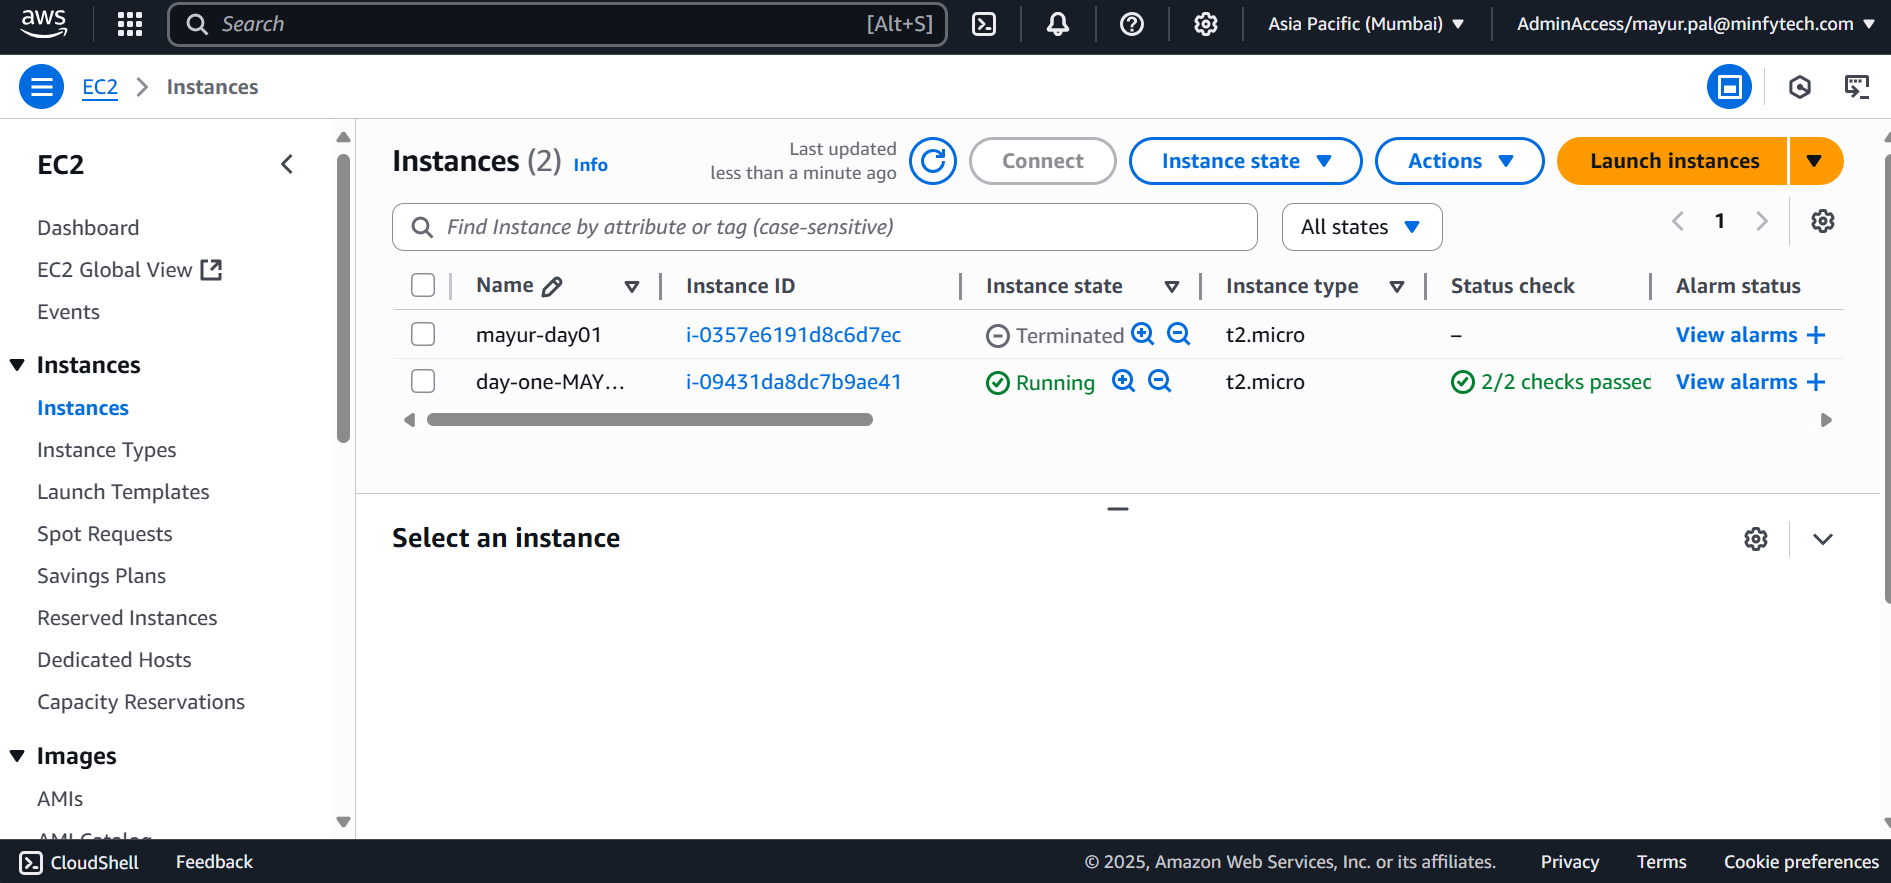 aws
Search [Alt+S]
Asia Pacific (Mumbai)
AdminAccess/mayur.pal@minfytech.com
EC2 Instances
EC2
Dashboard
EC2 Global View
Events
Instances
Instances
Instance Types
Launch Templates
Spot Requests
Savings Plans
Reserved Instances
Dedicated Hosts
Capacity Reservations
Images
AMIs
AMI Catalog
Instances (2) Info
Last updated
less than a minute ago
Connect
Instance state
Actions
Launch instances
Find Instance by attribute or tag (case-sensitive)
All states
1
Name Instance ID Instance state Instance type Status check Alarm status
mayur-day01 i-0357e6191d8c6d7ec Terminated t2.micro – View alarms +
day-one-MAY... i-09431da8dc7b9ae41 Running t2.micro 2/2 checks passed View alarms +
Select an instance
CloudShell Feedback
© 2025, Amazon Web Services, Inc. or its affiliates. Privacy Terms Cookie preferences